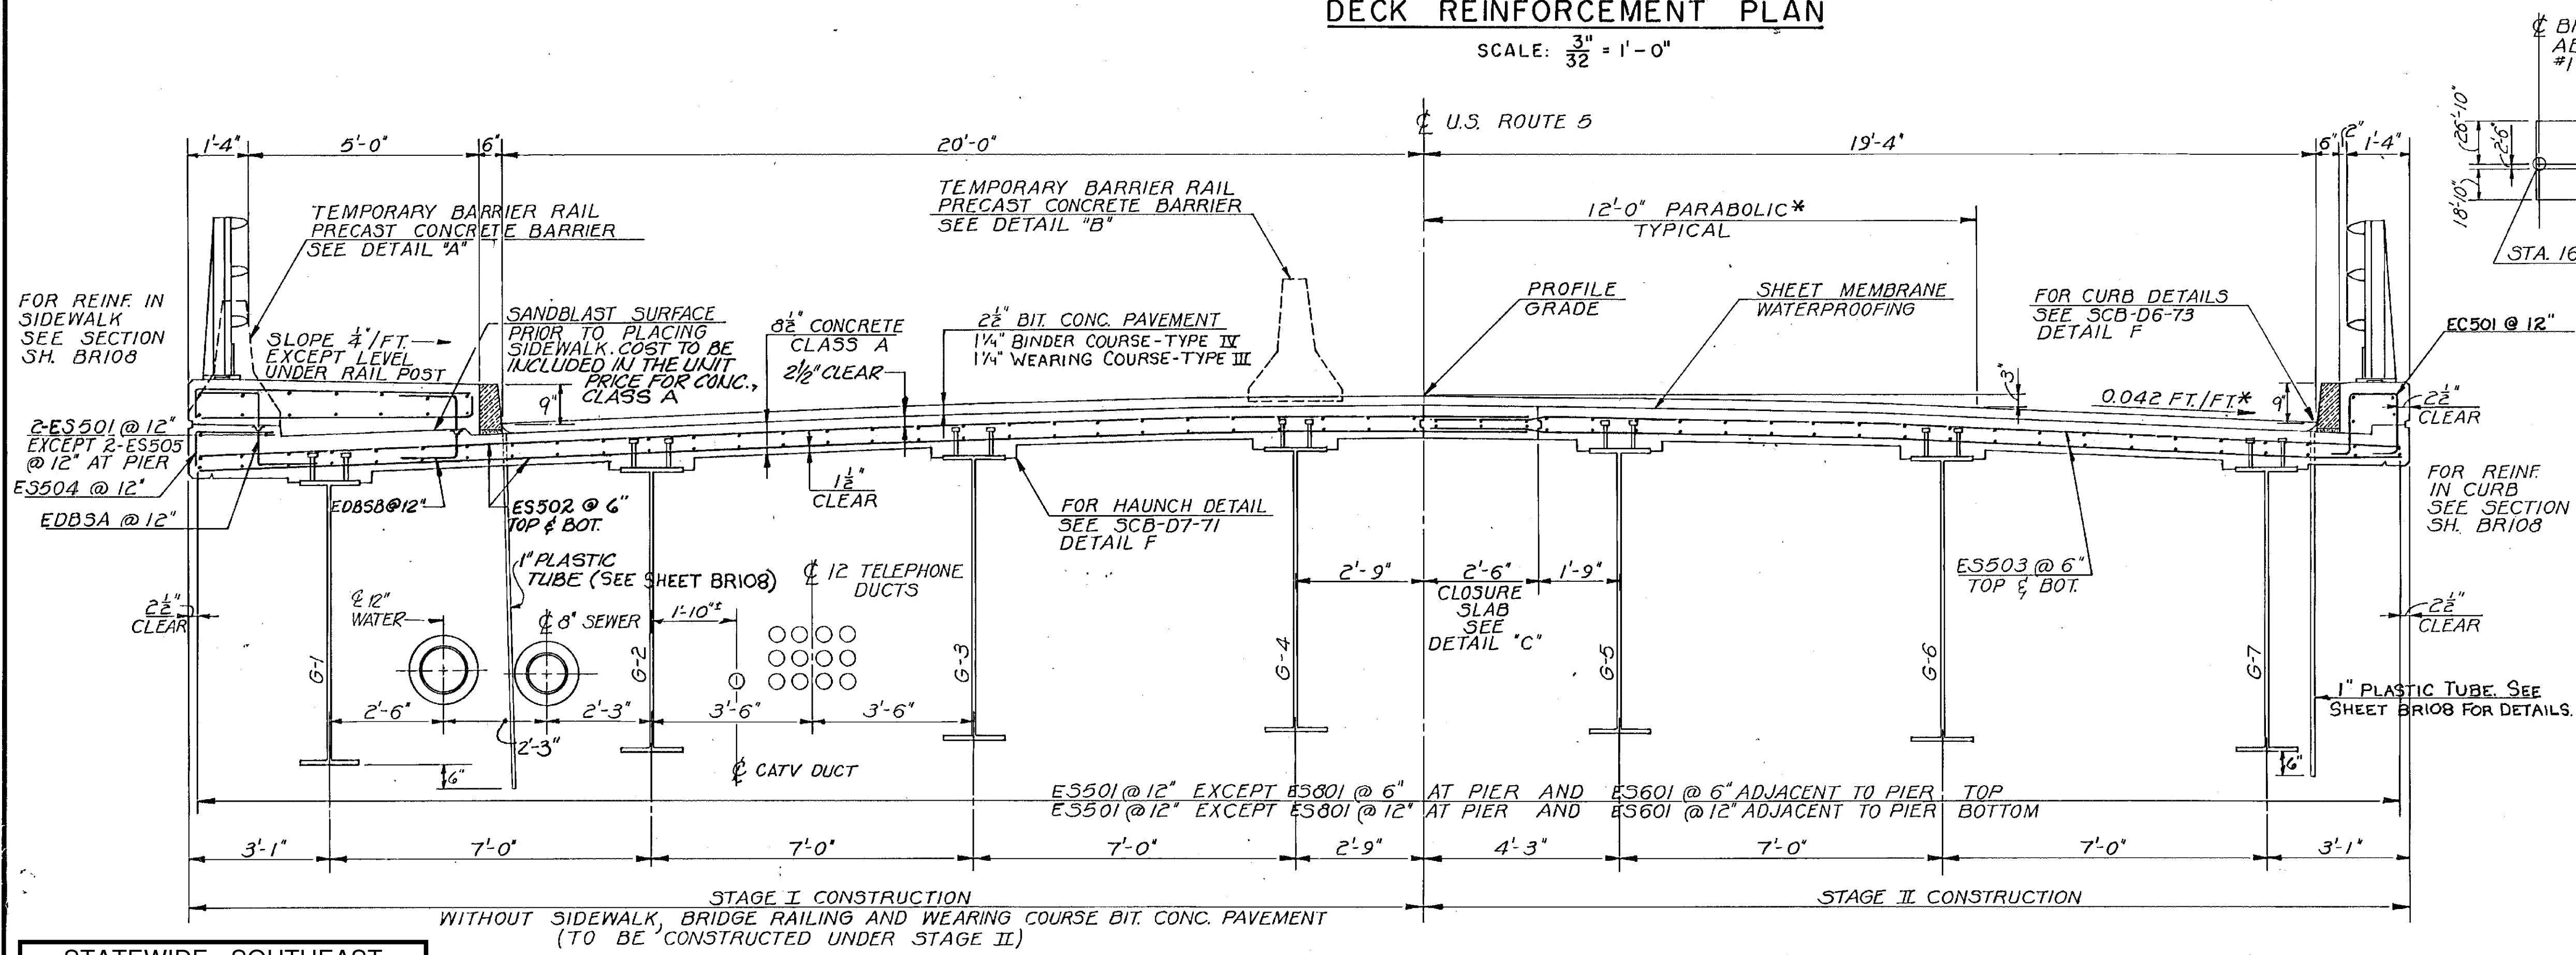 DECK REINFORCEMENT PLAN
SCALE: 3"/32 = 1'-0"
℄ U.S. ROUTE 5
1'-4"
5'-0"
6"
20'-0"
19'-4"
6"
2"
1'-4"
TEMPORARY BARRIER RAIL
PRECAST CONCRETE BARRIER
SEE DETAIL "A"
TEMPORARY BARRIER RAIL
PRECAST CONCRETE BARRIER
SEE DETAIL "B"
12'-0" PARABOLIC*
TYPICAL
26'-10"
2'-6"
18'-10"
#1
STA. 16
FOR REINF. IN
SIDEWALK
SEE SECTION
SH. BR108
SLOPE 1/4"/FT.
EXCEPT LEVEL
UNDER RAIL POST
SANDBLAST SURFACE
PRIOR TO PLACING
SIDEWALK. COST TO BE
INCLUDED IN THE UNIT
PRICE FOR CONC.,
CLASS A
8 1/2" CONCRETE
CLASS A
2 1/2" CLEAR
2 1/2" BIT. CONC. PAVEMENT
1 1/4" BINDER COURSE-TYPE IV
1 1/4" WEARING COURSE-TYPE III
PROFILE
GRADE
SHEET MEMBRANE
WATERPROOFING
FOR CURB DETAILS
SEE SCB-D6-73
DETAIL F
EC501 @ 12"
9"
3"
0.042 FT./FT.*
9"
2 1/2"
CLEAR
2-ES501 @ 12"
EXCEPT 2-ES505
@ 12" AT PIER
ES504 @ 12"
EDBSA @ 12"
EDBSB@12"
ES502 @ 6"
TOP & BOT.
1 1/2"
CLEAR
FOR HAUNCH DETAIL
SEE SCB-D7-71
DETAIL F
FOR REINF.
IN CURB
SEE SECTION
SH. BR108
1" PLASTIC
TUBE (SEE SHEET BR108)
℄ 12 TELEPHONE
DUCTS
2'-9"
2'-6"
1'-9"
CLOSURE
SLAB
SEE
DETAIL "C"
ES503 @ 6"
TOP & BOT.
2 1/2"
CLEAR
℄ 12"
WATER
℄ 8" SEWER
1'-10"±
2 1/2"
CLEAR
G-1
G-2
G-3
G-4
G-5
G-6
G-7
1" PLASTIC TUBE. SEE
SHEET BR108 FOR DETAILS.
2'-6"
2'-3"
2'-3"
3'-6"
3'-6"
℄ CATV DUCT
6"
6"
ES501 @ 12" EXCEPT ES801 @ 6" AT PIER AND ES601 @ 6" ADJACENT TO PIER TOP
ES501 @ 12" EXCEPT ES801 @ 12" AT PIER AND ES601 @ 12" ADJACENT TO PIER BOTTOM
3'-1"
7'-0"
7'-0"
7'-0"
2'-9"
4'-3"
7'-0"
7'-0"
3'-1"
STAGE I CONSTRUCTION
WITHOUT SIDEWALK, BRIDGE RAILING AND WEARING COURSE BIT. CONC. PAVEMENT
(TO BE CONSTRUCTED UNDER STAGE II)
STAGE II CONSTRUCTION
STATEWIDE - SOUTHEAST